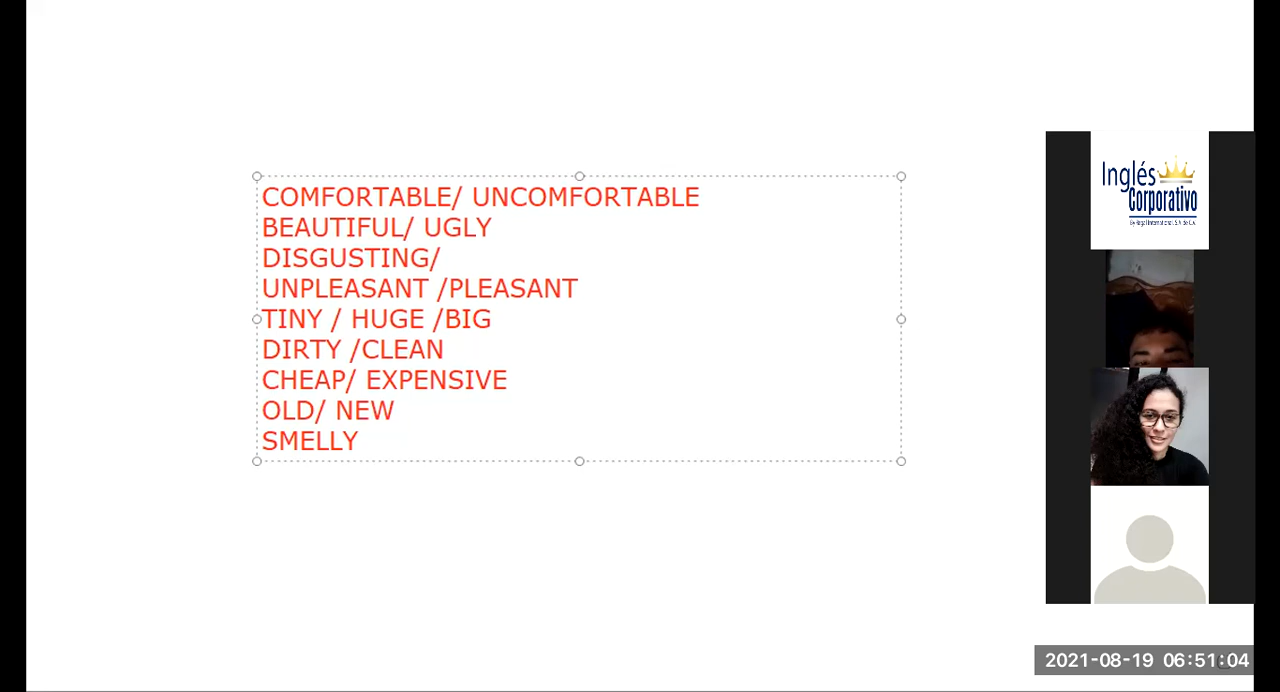 COMFORTABLE/ UNCOMFORTABLE
BEAUTIFUL/ UGLY
DISGUSTING/
UNPLEASANT /PLEASANT
TINY / HUGE /BIG
DIRTY /CLEAN
CHEAP/ EXPENSIVE
OLD/ NEW
SMELLY
Inglés
Corporativo
2021-08-19 06:51:04